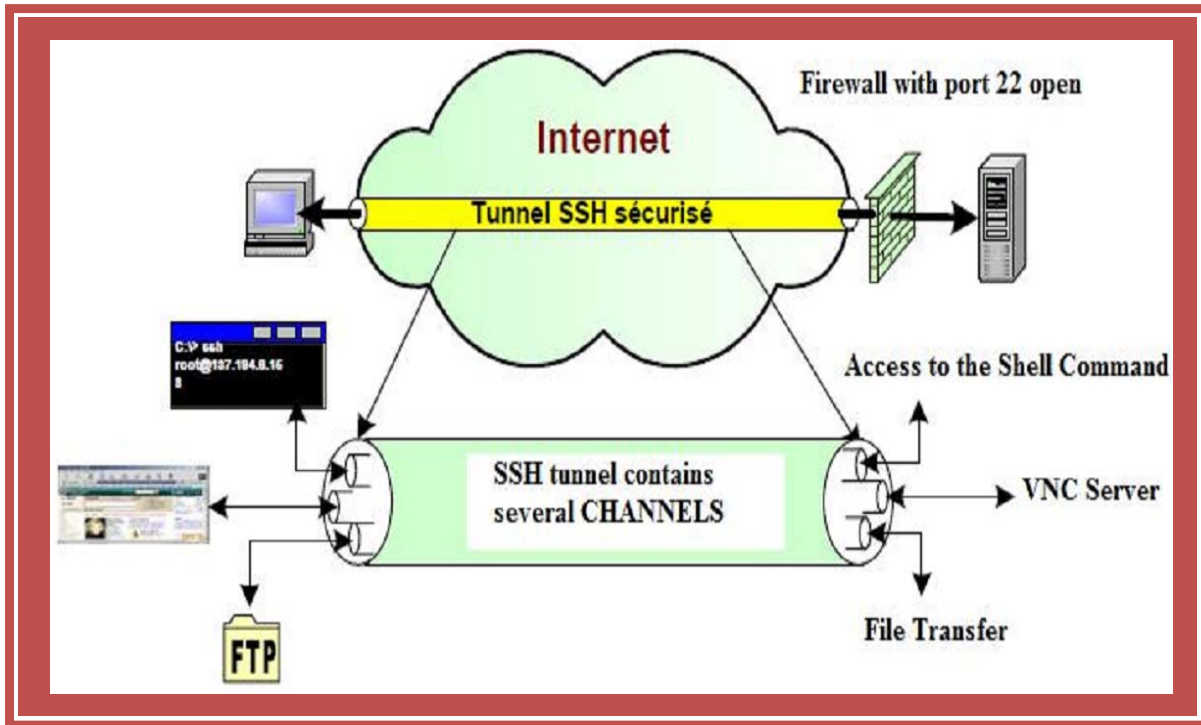 Firewall with port 22 open
Internet
Tunnel SSH sécurisé
C:\> ssh
root@137.194.8.15
8
Access to the Shell Command
SSH tunnel contains
several CHANNELS
VNC Server
File Transfer
FTP